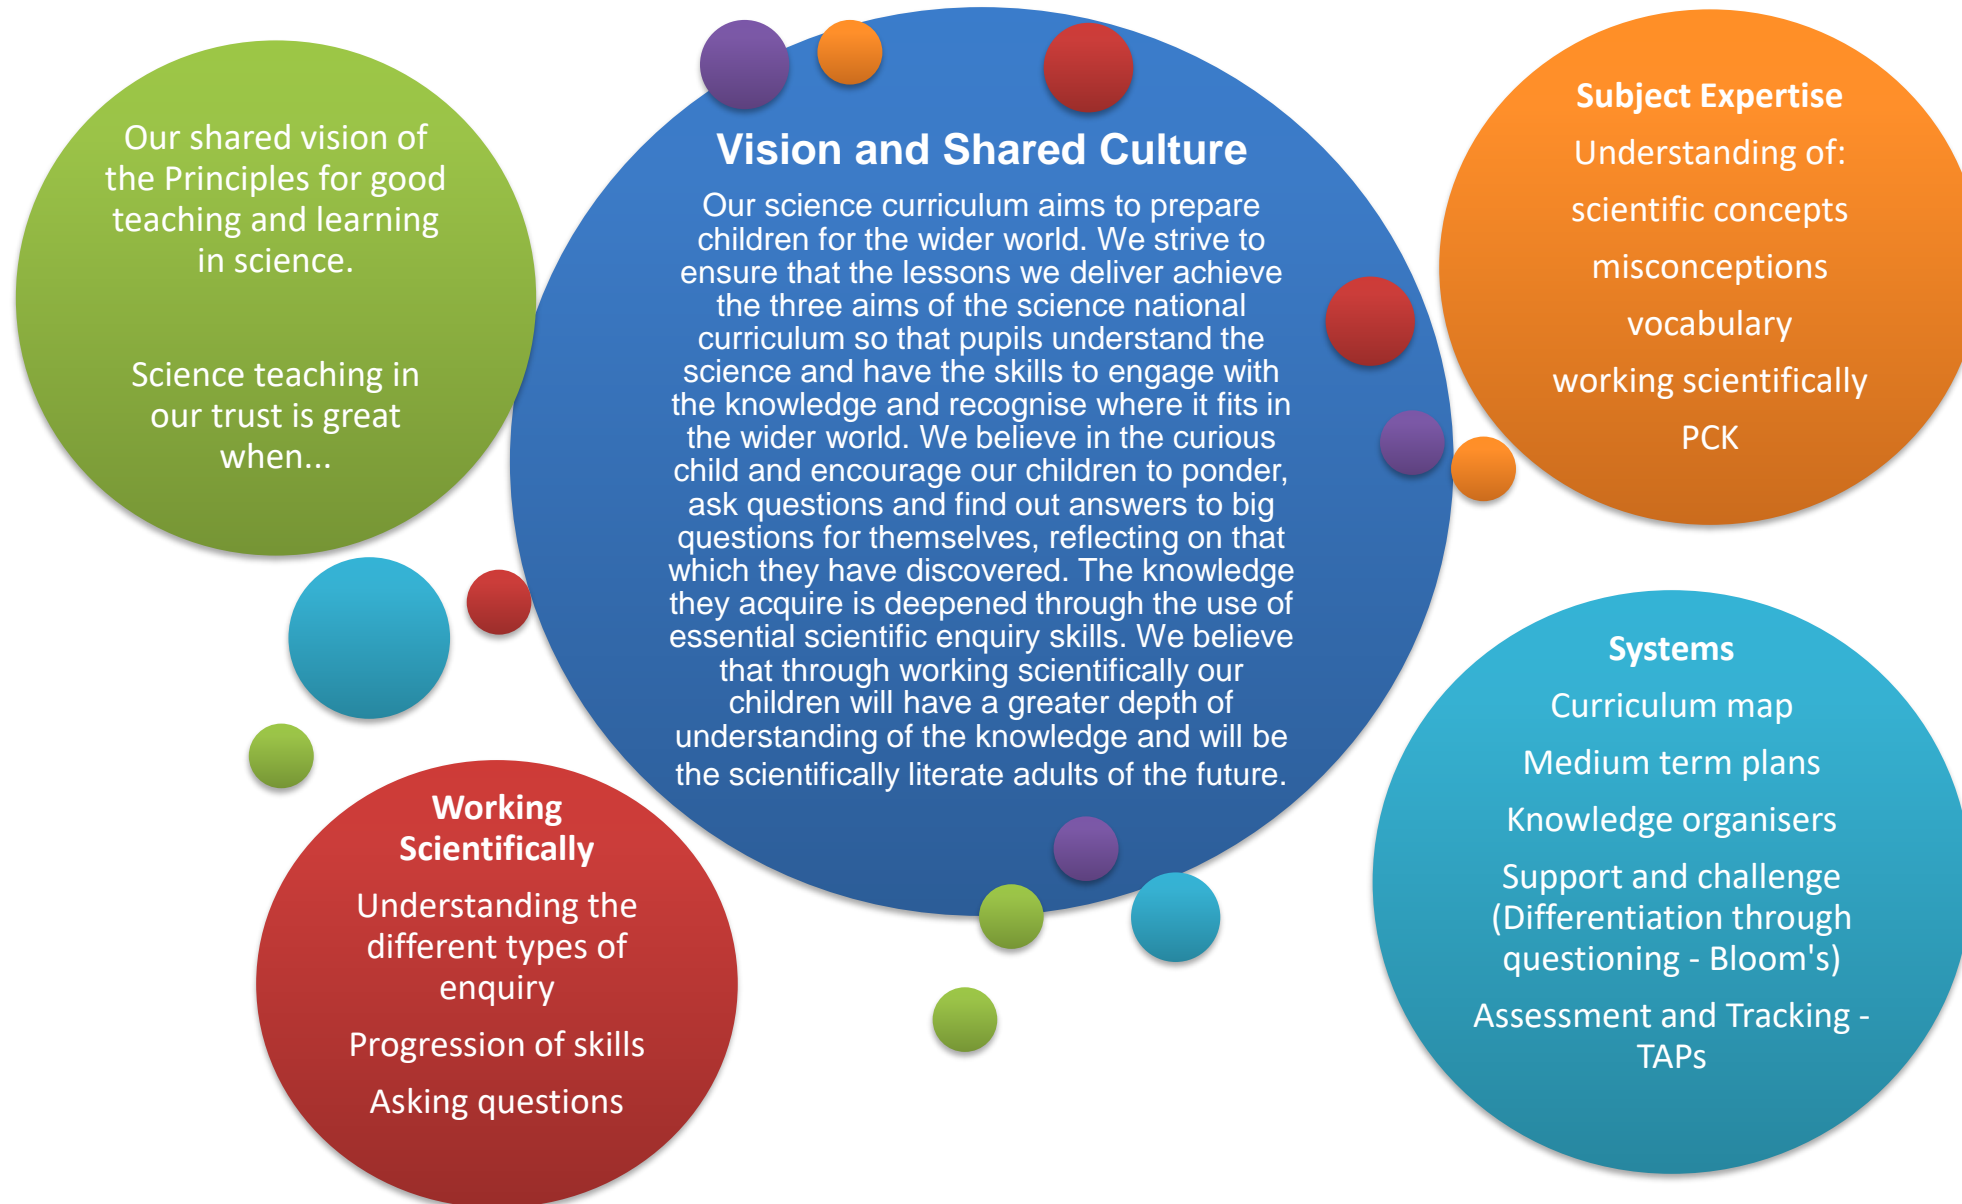 Our shared vision of
the Principles for good
teaching and learning
in science.
Science teaching in
our trust is great
when...
Vision and Shared Culture
Our science curriculum aims to prepare
children for the wider world. We strive to
ensure that the lessons we deliver achieve
the three aims of the science national
curriculum so that pupils understand the
science and have the skills to engage with
the knowledge and recognise where it fits in
the wider world. We believe in the curious
child and encourage our children to ponder,
ask questions and find out answers to big
questions for themselves, reflecting on that
which they have discovered. The knowledge
they acquire is deepened through the use of
essential scientific enquiry skills. We believe
that through working scientifically our
children will have a greater depth of
understanding of the knowledge and will be
the scientifically literate adults of the future.
Subject Expertise
Understanding of:
scientific concepts
misconceptions
vocabulary
working scientifically
PCK
Working
Scientifically
Understanding the
different types of
enquiry
Progression of skills
Asking questions
Systems
Curriculum map
Medium term plans
Knowledge organisers
Support and challenge
(Differentiation through
questioning - Bloom's)
Assessment and Tracking -
TAPs